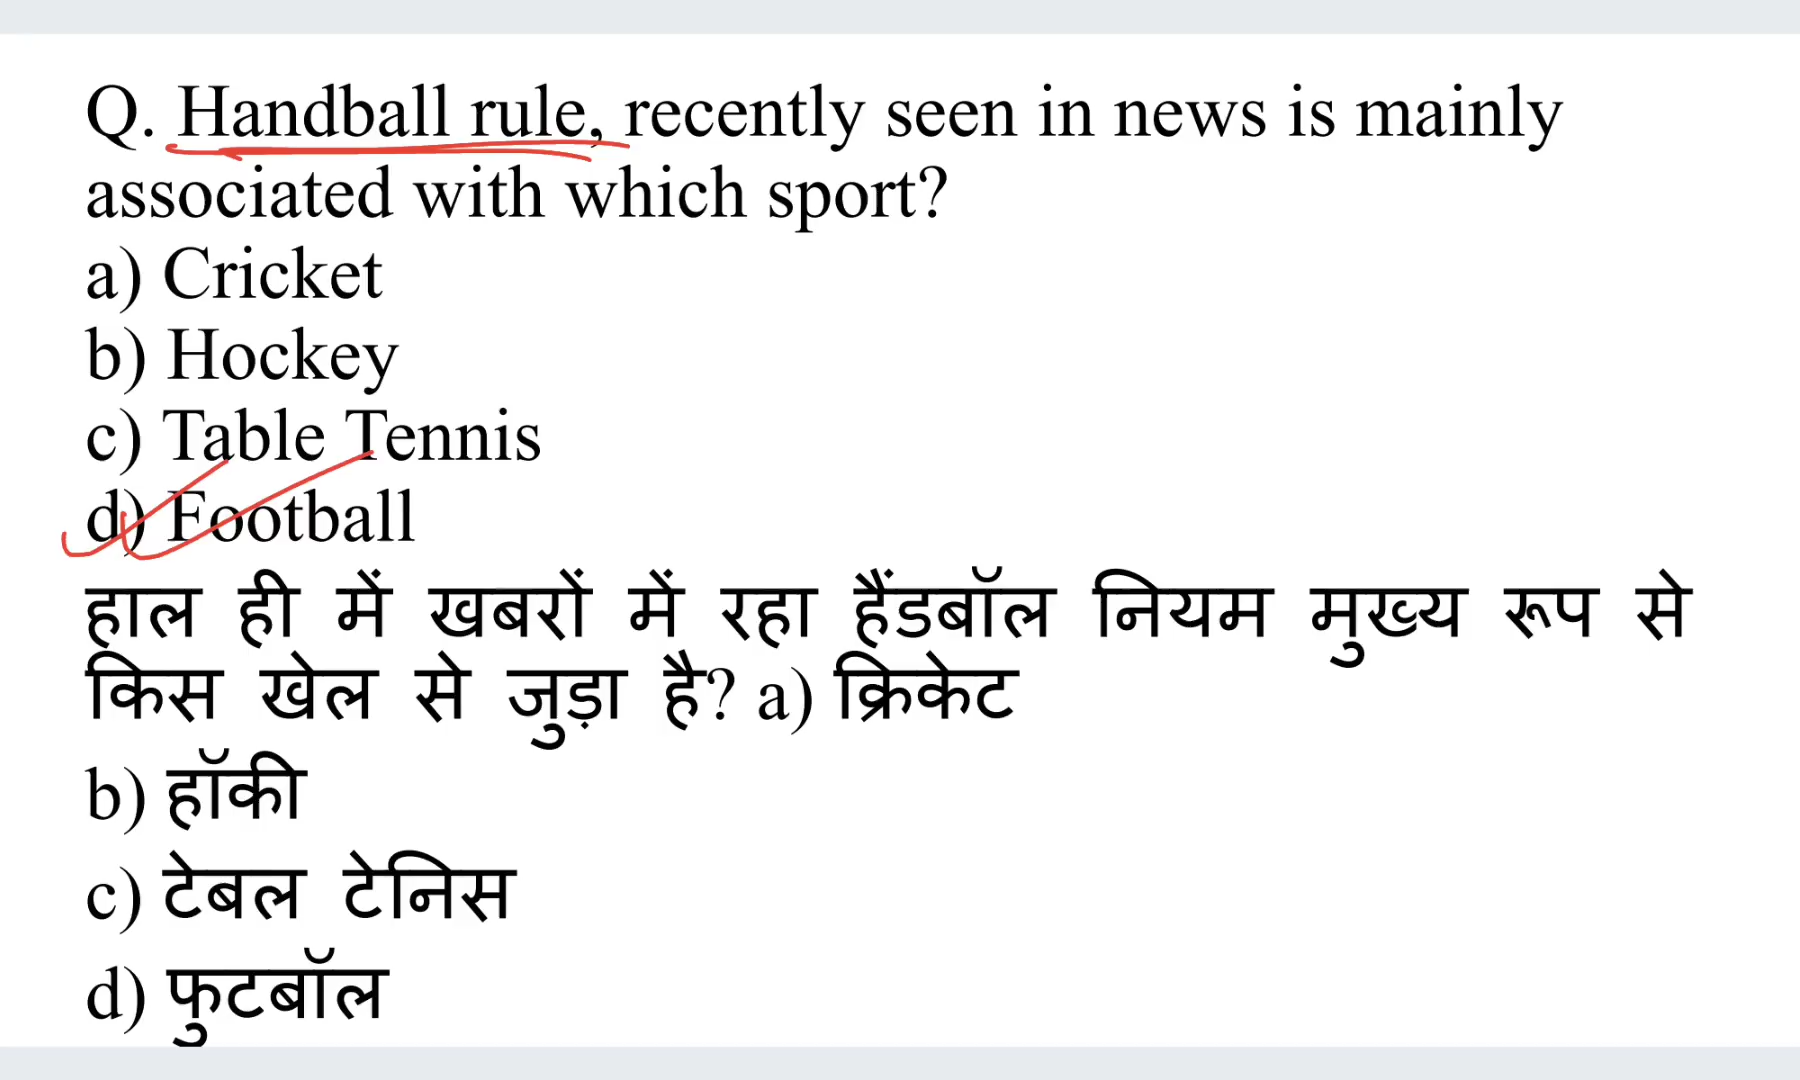 Q. Handball rule, recently seen in news is mainly
associated with which sport?
a) Cricket
b) Hockey
c) Table Tennis
d) Football
हाल ही में खबरों में रहा हैंडबॉल नियम मुख्य रूप से
किस खेल से जुड़ा है? a) क्रिकेट
b) हॉकी
c) टेबल टेनिस
d) फुटबॉल